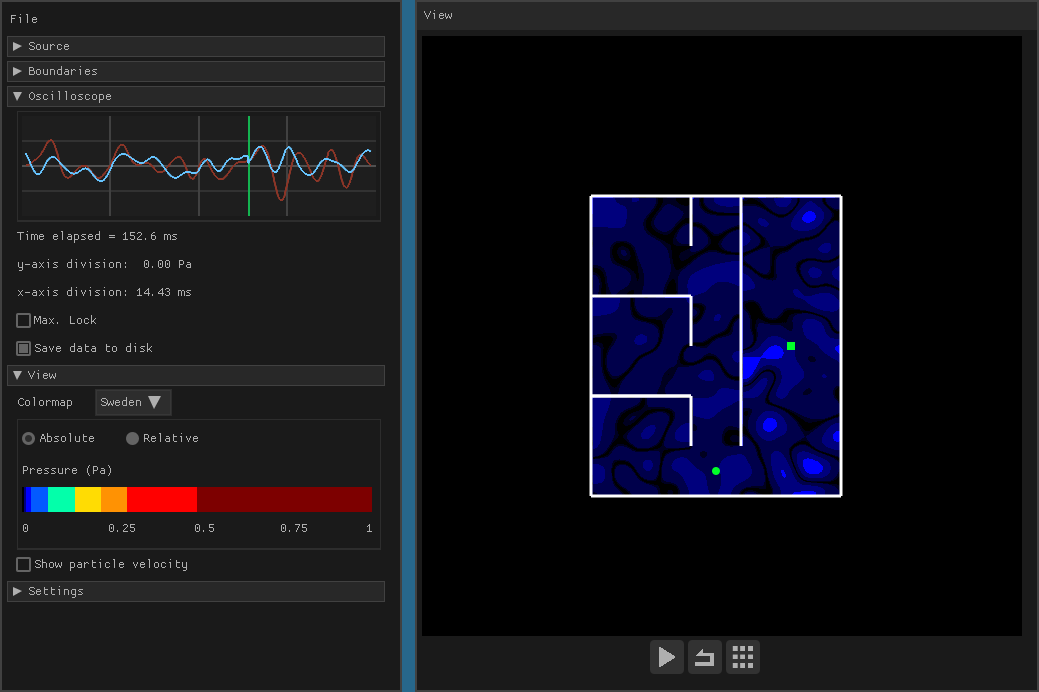 File
Source
Boundaries
Oscilloscope
Time elapsed = 152.6 ms
y-axis division:  0.00 Pa
x-axis division: 14.43 ms
Max. Lock
Save data to disk
View
Colormap Sweden
Absolute Relative
Pressure (Pa)
0 0.25 0.5 0.75 1
Show particle velocity
Settings
View